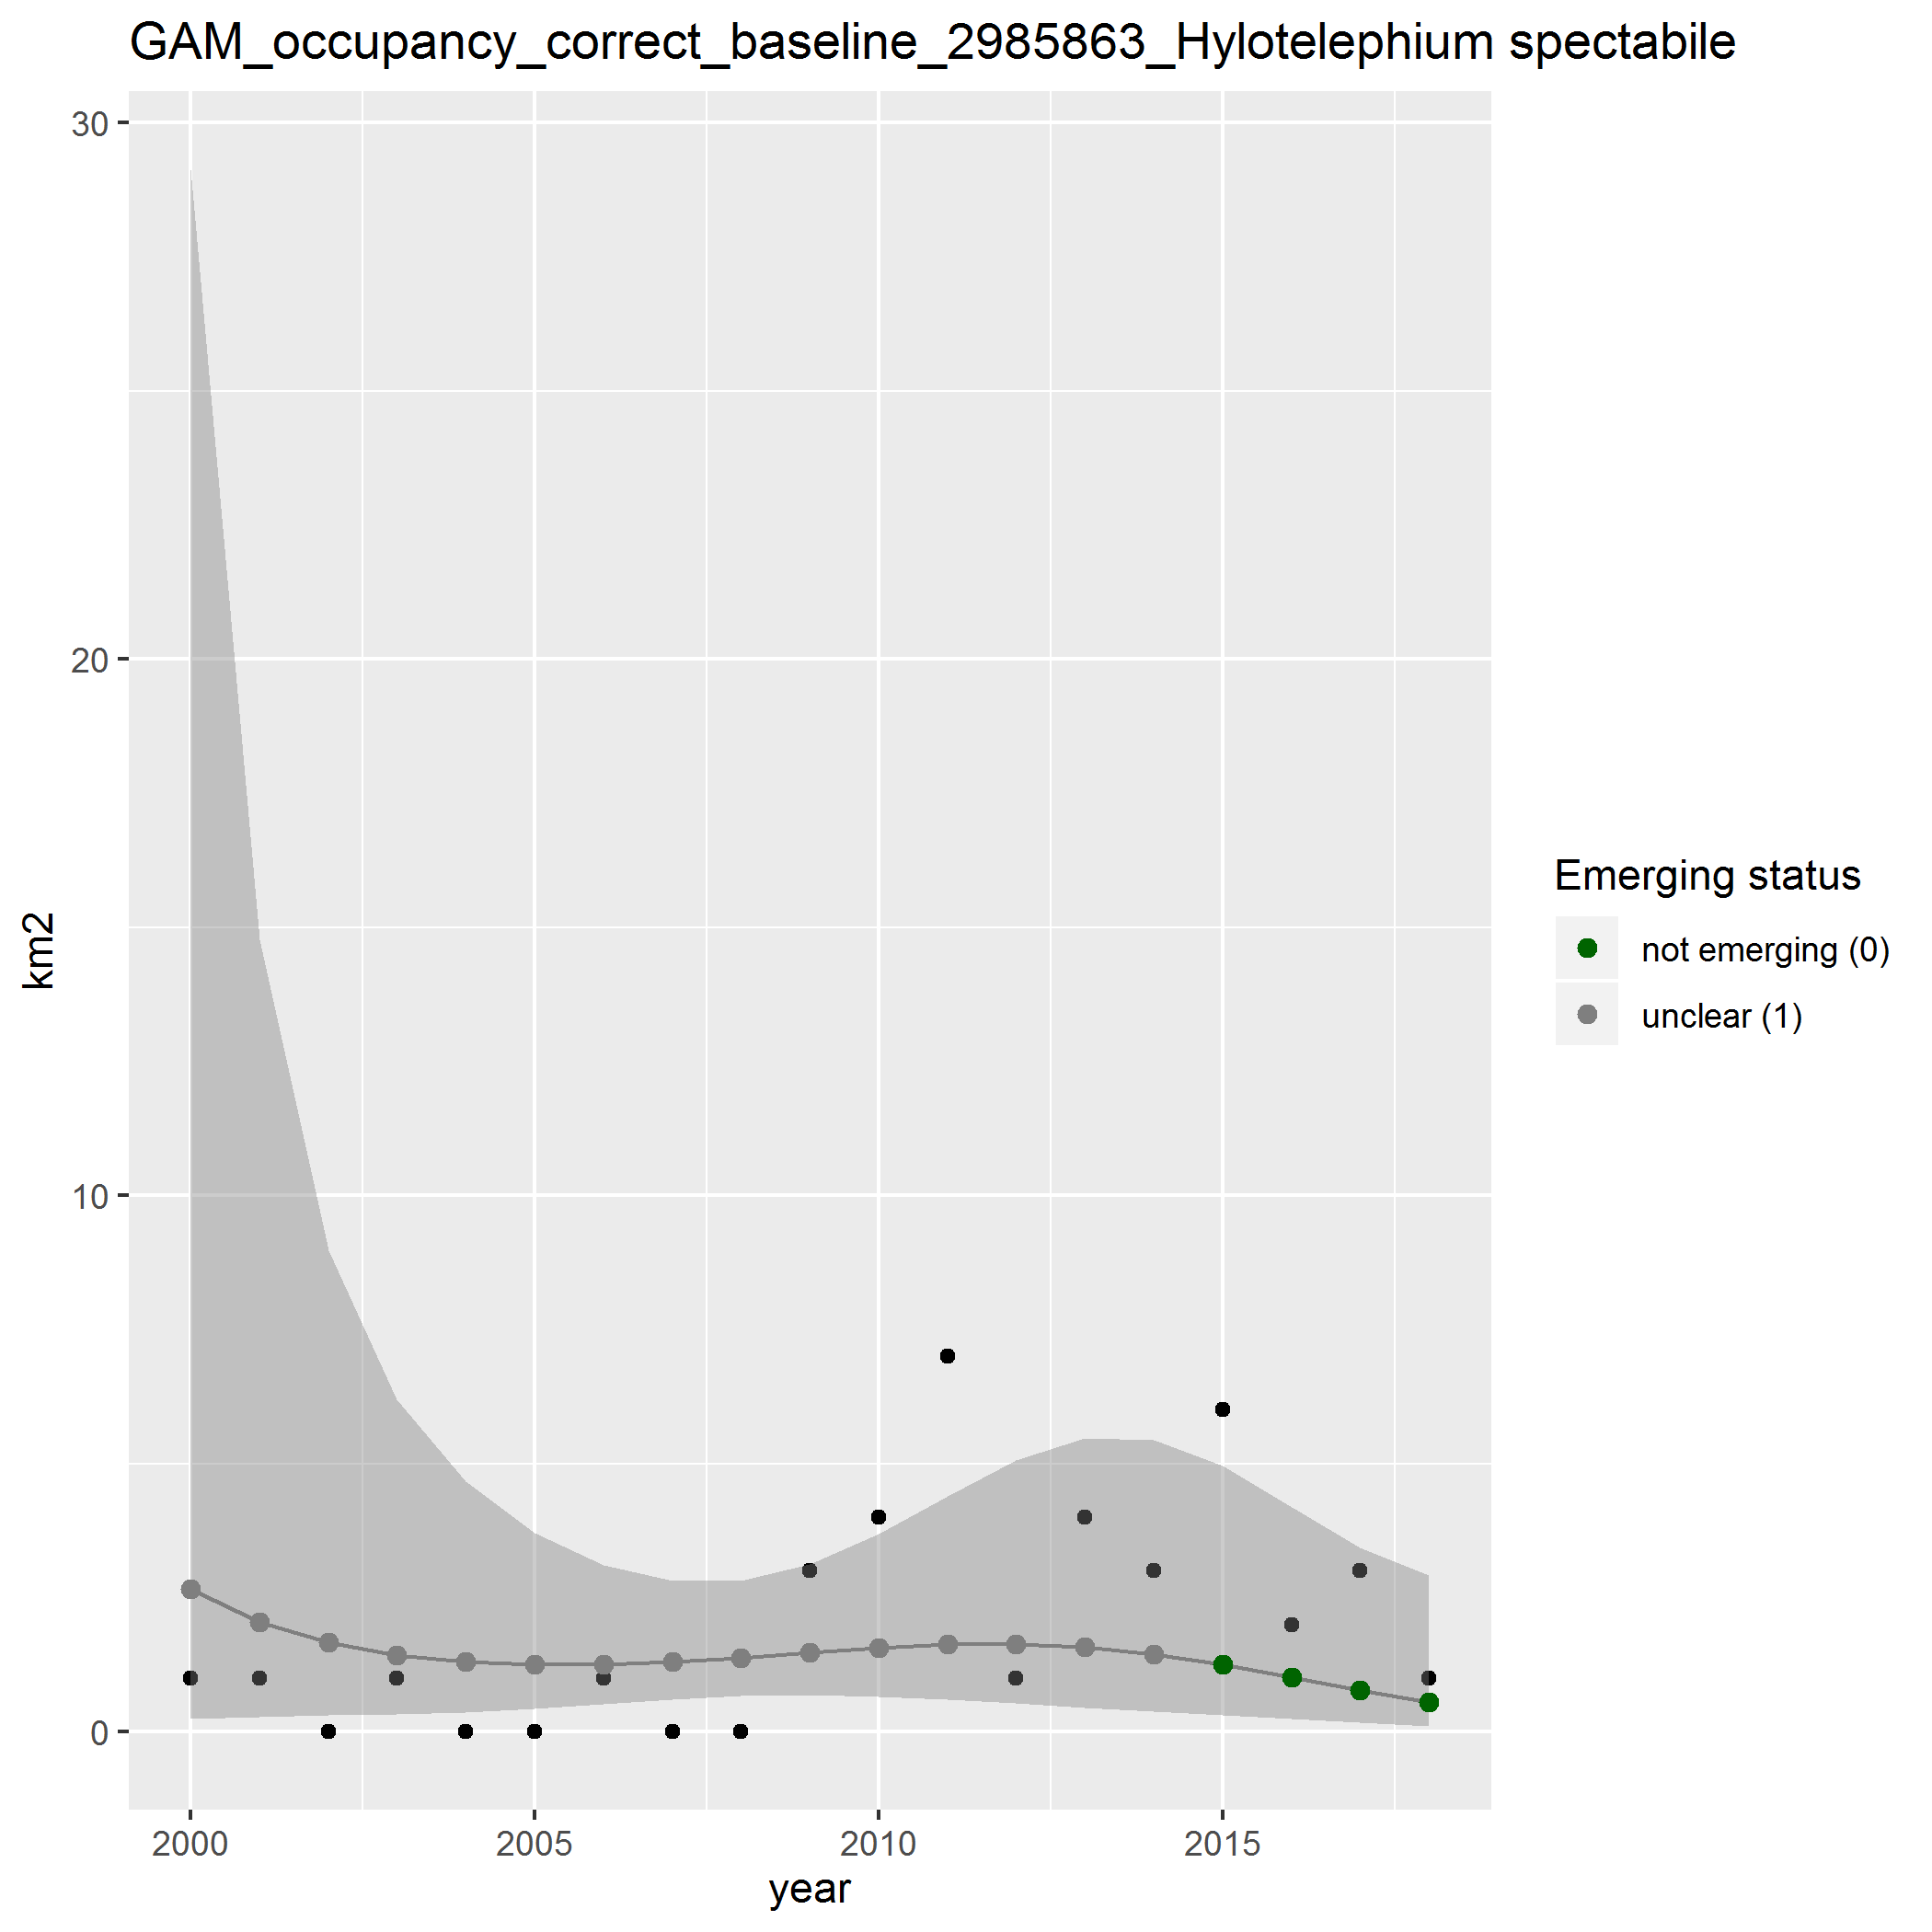 GAM_occupancy_correct_baseline_2985863_Hylotelephium spectabile
30
20
10
0
km2
2000 2005 2010 2015
year
Emerging status
not emerging (0)
unclear (1)